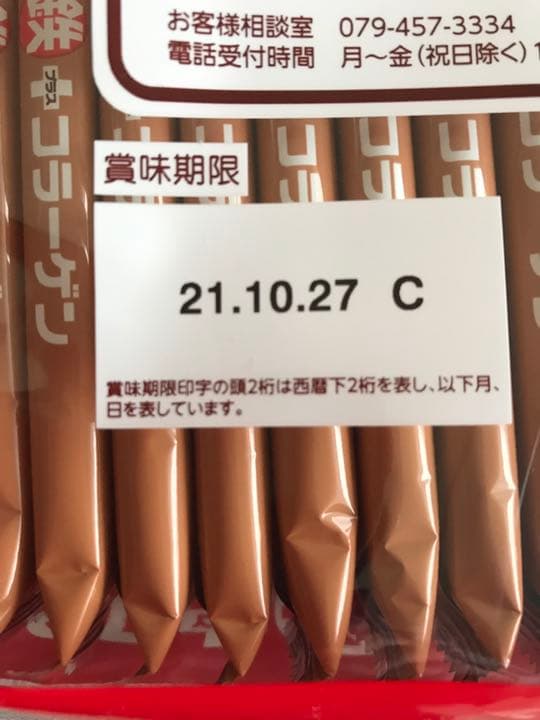 お客様相談室 079-457-3334
電話受付時間 月〜金(祝日除く)
鉄
プラス
コラーゲン
賞味期限
21.10.27 C
賞味期限印字の頭2桁は西暦下2桁を表し、以下月、
日を表しています。
コラ
コラ
コ